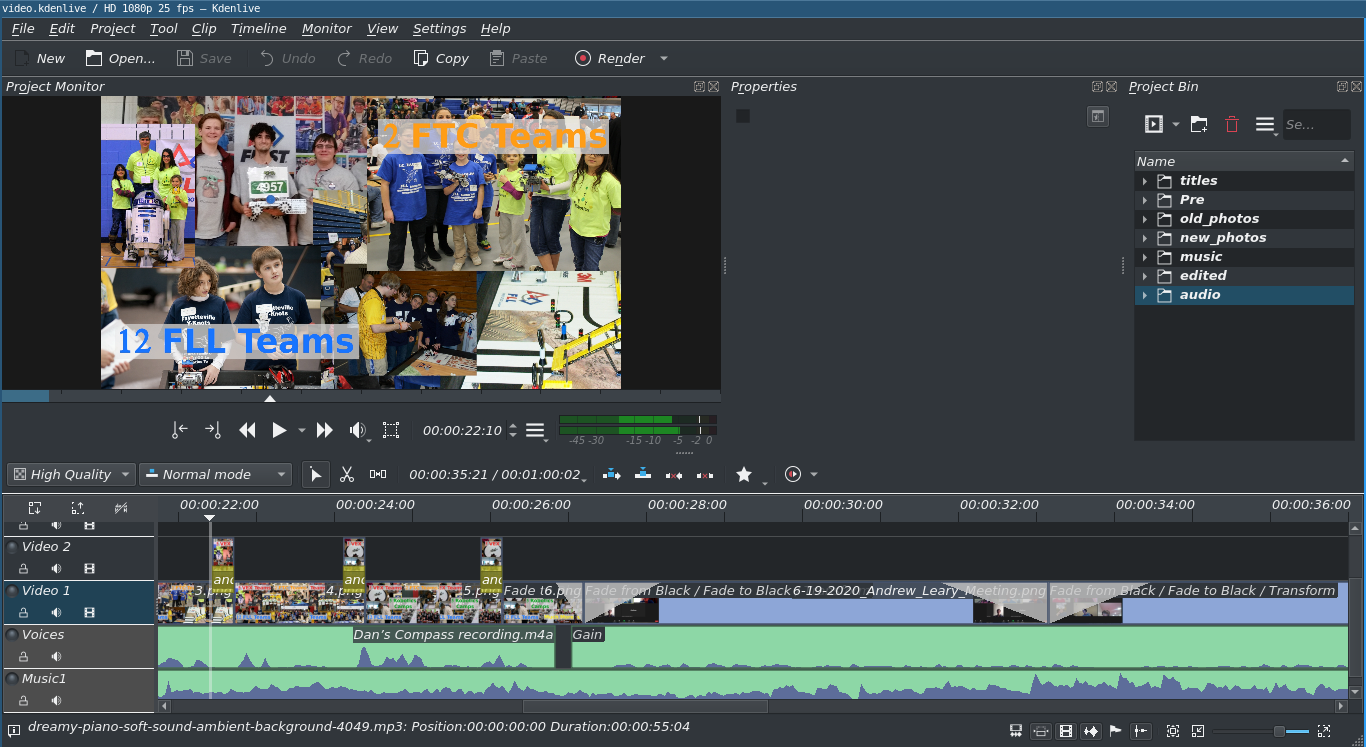 video.kdenlive / HD 1080p 25 fps – Kdenlive
File Edit Project Tool Clip Timeline Monitor View Settings Help
New Open... Save Undo Redo Copy Paste Render
Project Monitor
Properties
Project Bin
2 FTC Teams
FIRST
4957
12 FLL Teams
Se...
Name
titles
Pre
old_photos
new_photos
music
edited
audio
00:00:22:10
-45 -30 -15 -10 -5 -2 0
High Quality Normal mode 00:00:35:21 / 00:01:00:02
00:00:22:00 00:00:24:00 00:00:26:00 00:00:28:00 00:00:30:00 00:00:32:00 00:00:34:00 00:00:36:00
Video 2
and and and
Video 1
3.png 4.png 5.png Fade t 6.png Fade from Black / Fade to Black 6-19-2020_Andrew_Leary_Meeting.png Fade from Black / Fade to Black / Transform
Voices
Dan's Compass recording.m4a Gain
Music1
dreamy-piano-soft-sound-ambient-background-4049.mp3: Position:00:00:00:00 Duration:00:00:55:04